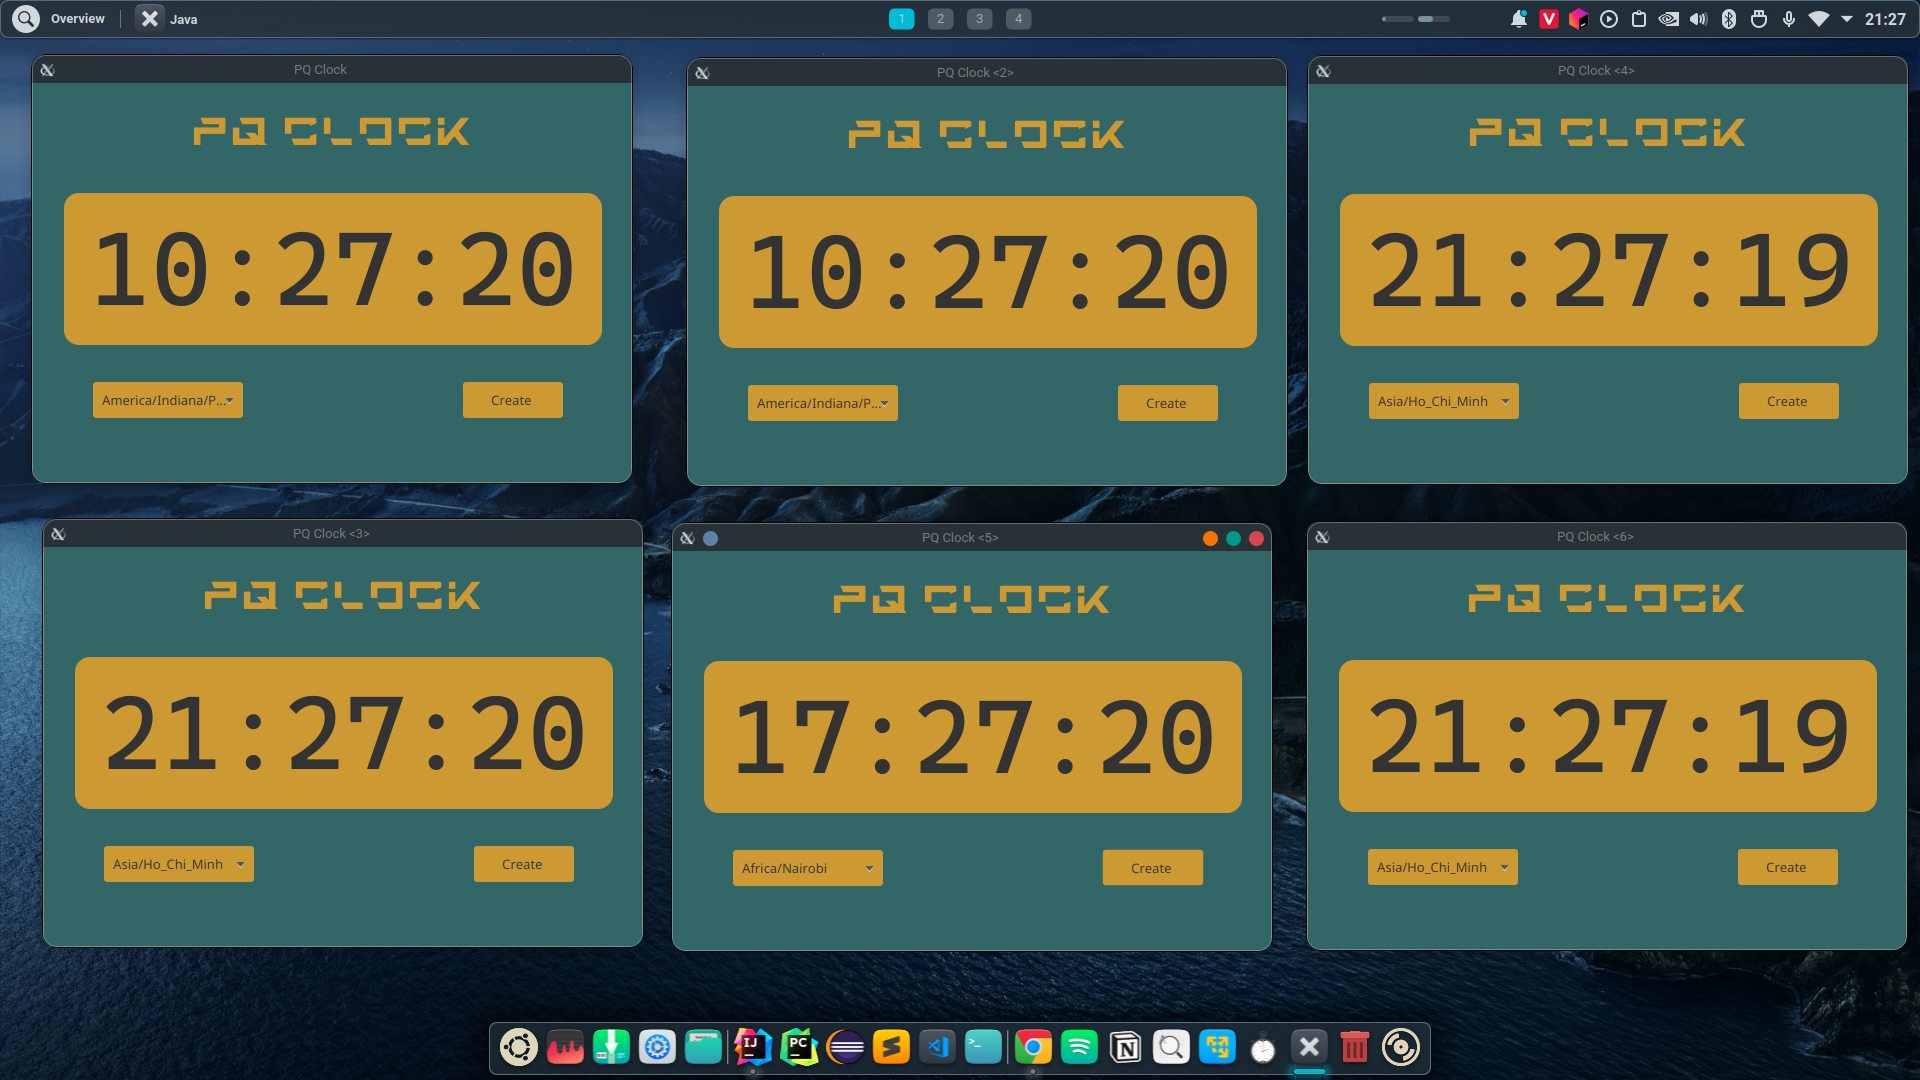 Overview
Java
1 2 3 4
21:27
PQ Clock
PQ CLOCK
10:27:20
America/Indiana/P...
Create
PQ Clock <2>
PQ CLOCK
10:27:20
America/Indiana/P...
Create
PQ Clock <4>
PQ CLOCK
21:27:19
Asia/Ho_Chi_Minh
Create
PQ Clock <3>
PQ CLOCK
21:27:20
Asia/Ho_Chi_Minh
Create
PQ Clock <5>
PQ CLOCK
17:27:20
Africa/Nairobi
Create
PQ Clock <6>
PQ CLOCK
21:27:19
Asia/Ho_Chi_Minh
Create
IJ
PC